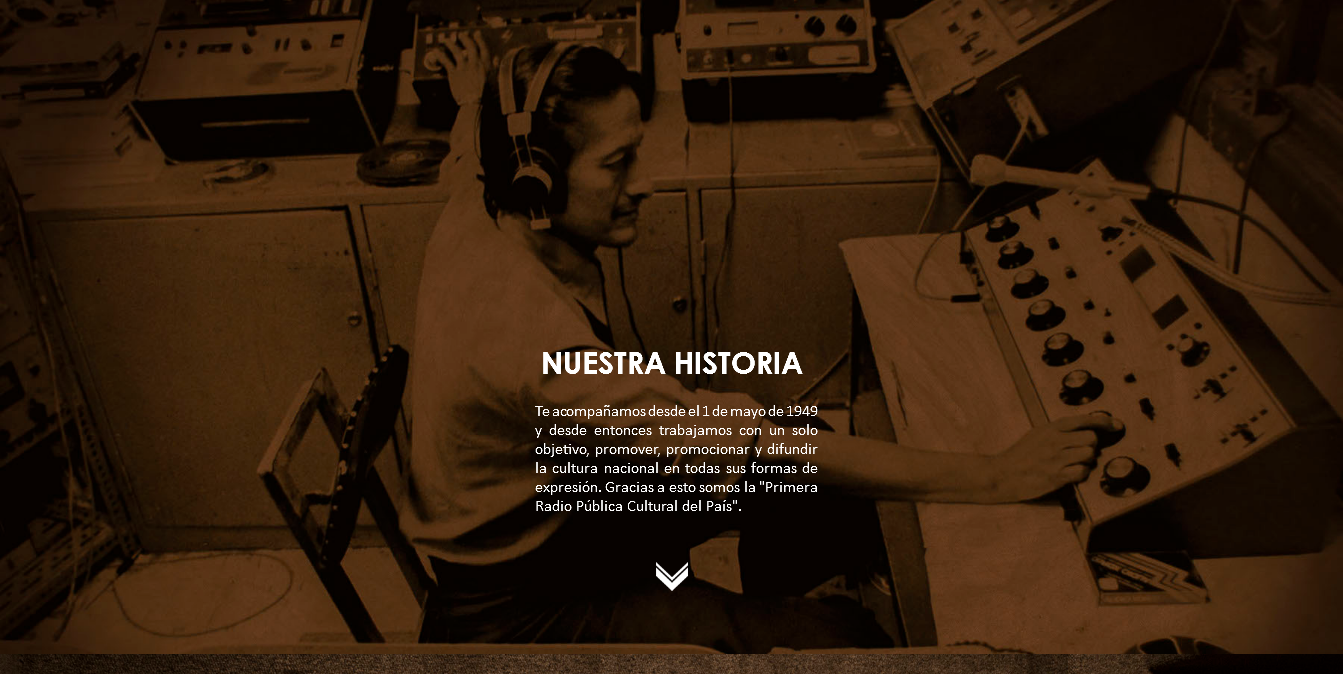 NUESTRA HISTORIA
Te acompañamos desde el 1 de mayo de 1949
y desde entonces trabajamos con un solo
objetivo, promover, promocionar y difundir
la cultura nacional en todas sus formas de
expresión. Gracias a esto somos la "Primera
Radio Pública Cultural del País".